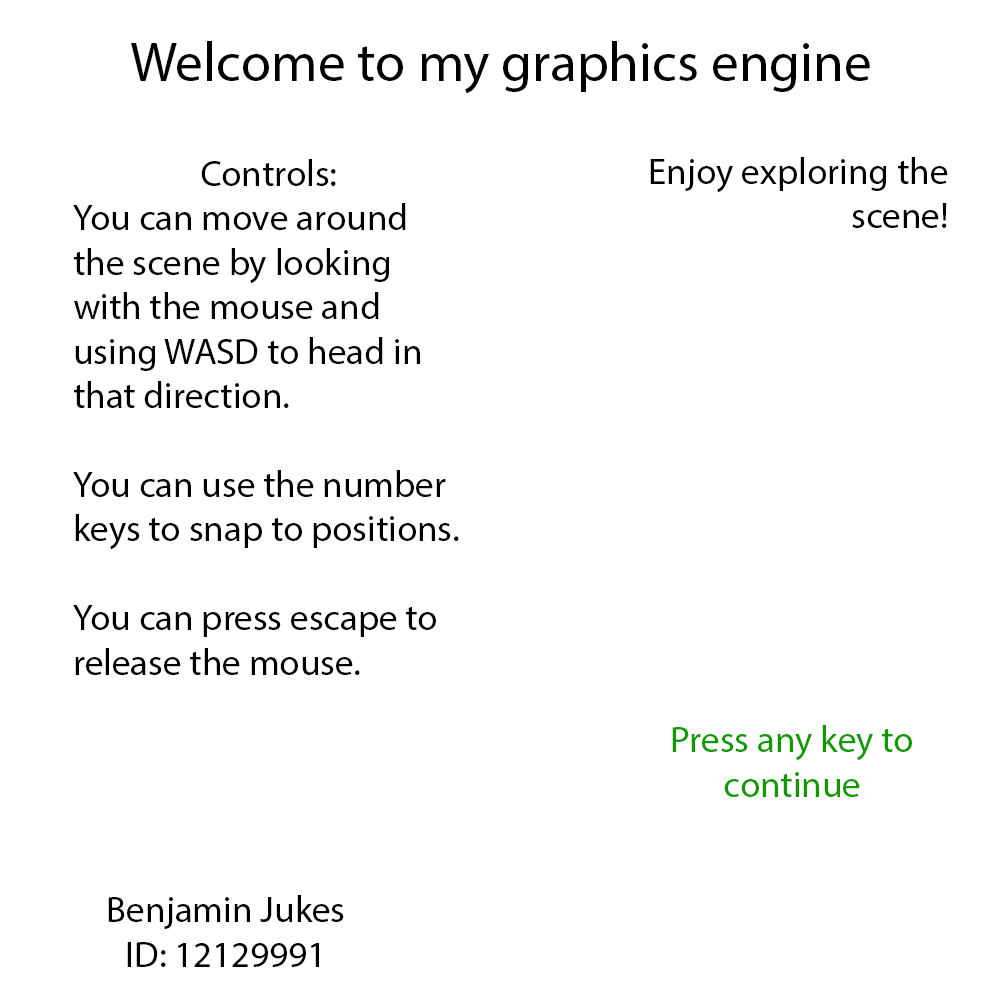 Welcome to my graphics engine
Controls:
You can move around
the scene by looking
with the mouse and
using WASD to head in
that direction.
You can use the number
keys to snap to positions.
You can press escape to
release the mouse.
Enjoy exploring the
scene!
Press any key to
continue
Benjamin Jukes
ID: 12129991